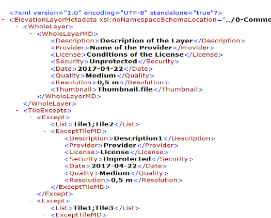 <?xml version="1.0" encoding="UTF-8" standalone="true"?>
- <ElevationLayerMetadata xsi:noNamespaceSchemaLocation="../0-Commo
- <WholeLayer>
- <WholeLayerMD>
<Description>Description of the Layer</Description>
<Provider>Name of the Provider</Provider>
<License>Conditions of the License</License>
<Security>Unprotected</Security>
<Date>2017-04-22</Date>
<Quality>Medium</Quality>
<Resolution>0,5 m</Resolution>
<Thumbnail>Thumbnail.file</Thumbnail>
</WholeLayerMD>
</WholeLayer>
- <TileExcepts>
- <Except>
<List>Tile1;Tile2</List>
- <ExceptTileMD>
<Description>Description1</Description>
<Provider>Provider</Provider>
<License>License</License>
<Security>Unprotected</Security>
<Date>2017-04-22</Date>
<Quality>Medium</Quality>
<Resolution>0,5 m</Resolution>
</ExceptTileMD>
</Except>
- <Except>
<List>Tile1;Tile3</List>